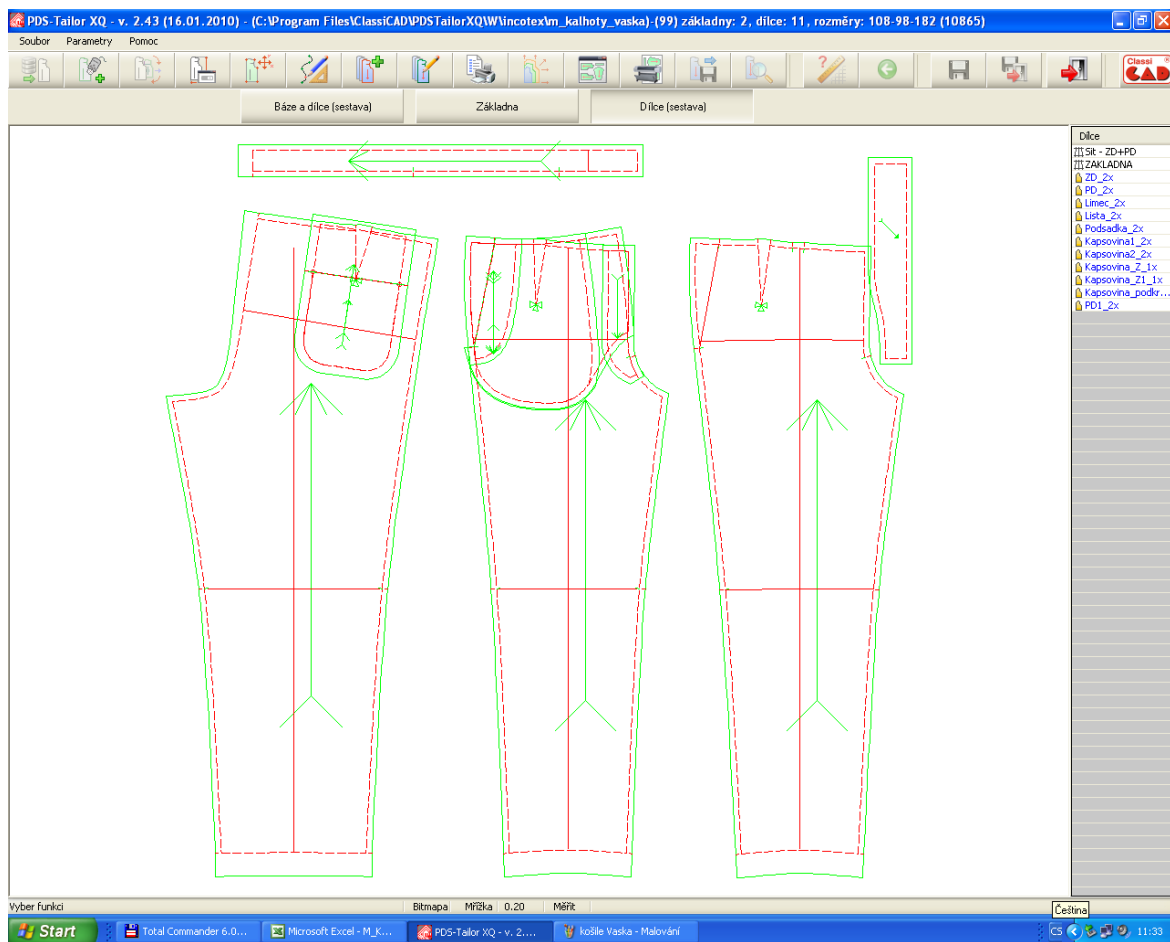 PDS-Tailor XQ - v. 2.43 (16.01.2010) - (C:\Program Files\ClassiCAD\PDSTailorXQ\W\incotex\m_kalhoty_vaska)-(99) základny: 2, dílce: 11, rozměry: 108-98-182 (10865)
Soubor Parametry Pomoc
Classi CAD
Báze a dílce (sestava) Základna Dílce (sestava)
Dílce
Sit - ZD+PD
ZAKLADNA
ZD_2x
PD_2x
Limec_2x
Lista_2x
Podsadka_2x
Kapsovina1_2x
Kapsovina2_2x
Kapsovina_Z_1x
Kapsovina_Z1_1x
Kapsovina_podkr...
PD1_2x
Vyber funkci Bitmapa Mřížka 0.20 Měřit
Čeština
Start Total Commander 6.0... Microsoft Excel - M_K... PDS-Tailor XQ - v. 2.... košile Vaska - Malování CS 11:33